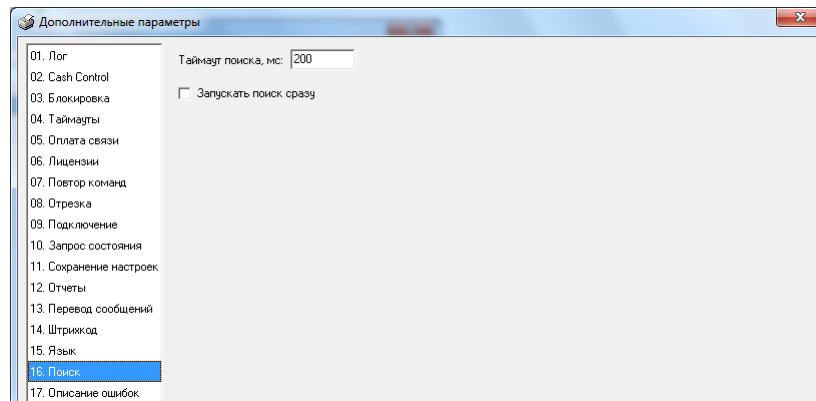 Дополнительные параметры
01. Лог
02. Cash Control
03. Блокировка
04. Таймауты
05. Оплата связи
06. Лицензии
07. Повтор команд
08. Отрезка
09. Подключение
10. Запрос состояния
11. Сохранение настроек
12. Отчеты
13. Перевод сообщений
14. Штрихкод
15. Язык
16. Поиск
17. Описание ошибок
Таймаут поиска, мс: 200
Запускать поиск сразу